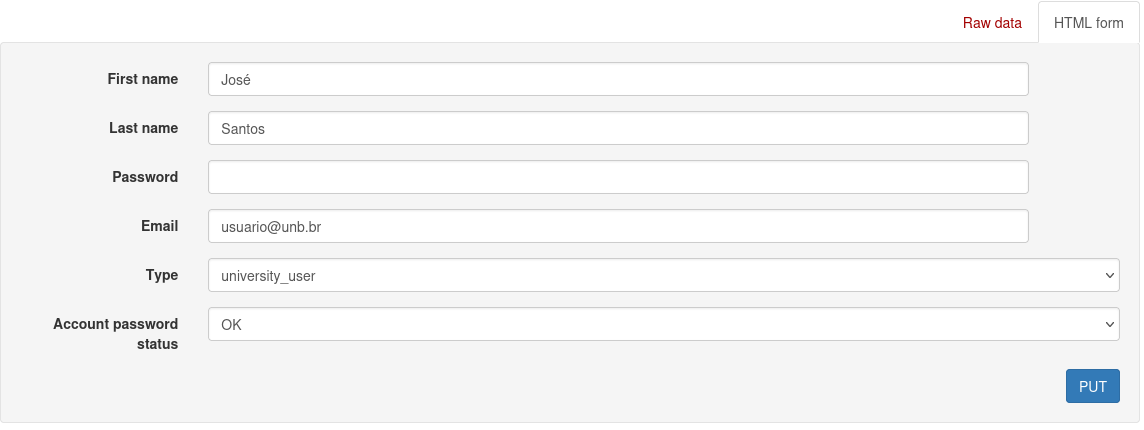 Raw data
HTML form
First name
José
Last name
Santos
Password
Email
usuario@unb.br
Type
university_user
Account password
status
OK
PUT